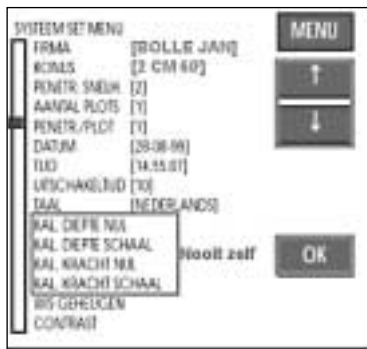 SYSTEEM SET MENU
FIRMA [BOLLE JAN]
KONUS [2 CM 60']
PENETR. SNELH. [2]
AANTAL PLOTS [1]
PENETR./PLOT [1]
DATUM [28-08-99]
TIJD [14.55.07]
UITSCHAKELTIJD [10]
TAAL [NEDERLANDS]
KAL. DIEPTE NUL
KAL. DIEPTE SCHAAL
KAL. KRACHT NUL
KAL. KRACHT SCHAAL
WIS GEHEUGEN
CONTRAST
Nooit zelf
MENU
↑
↓
OK